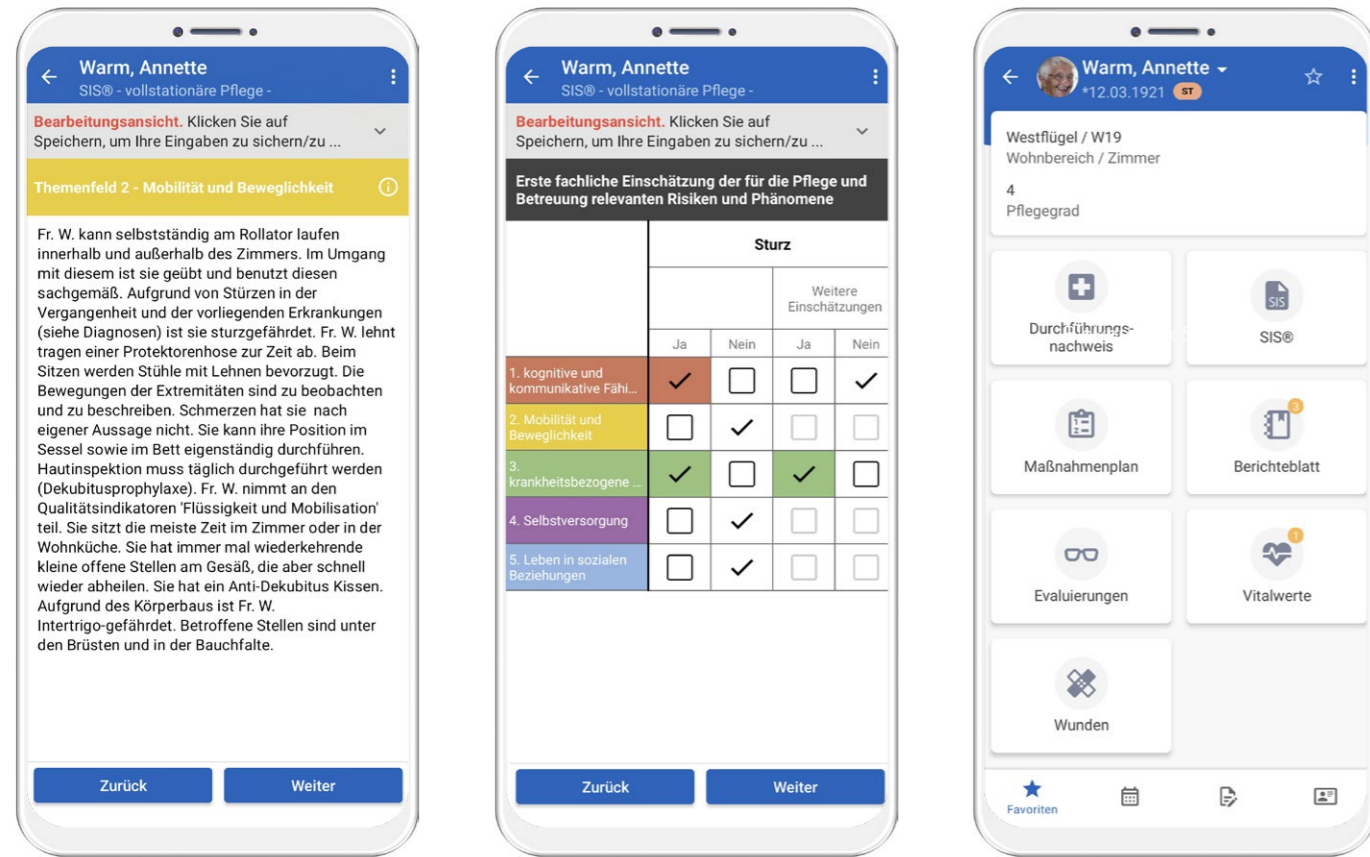 Warm, Annette
SIS® - vollstationäre Pflege -
Bearbeitungsansicht. Klicken Sie auf
Speichern, um Ihre Eingaben zu sichern/zu ...
Themenfeld 2 - Mobilität und Beweglichkeit
Fr. W. kann selbstständig am Rollator laufen
innerhalb und außerhalb des Zimmers. Im Umgang
mit diesem ist sie geübt und benutzt diesen
sachgemäß. Aufgrund von Stürzen in der
Vergangenheit und der vorliegenden Erkrankungen
(siehe Diagnosen) ist sie sturzgefährdet. Fr. W. lehnt
tragen einer Protektorenhose zur Zeit ab. Beim
Sitzen werden Stühle mit Lehnen bevorzugt. Die
Bewegungen der Extremitäten sind zu beobachten
und zu beschreiben. Schmerzen hat sie nach
eigener Aussage nicht. Sie kann ihre Position im
Sessel sowie im Bett eigenständig durchführen.
Hautinspektion muss täglich durchgeführt werden
(Dekubitusprophylaxe). Fr. W. nimmt an den
Qualitätsindikatoren 'Flüssigkeit und Mobilisation'
teil. Sie sitzt die meiste Zeit im Zimmer oder in der
Wohnküche. Sie hat immer mal wiederkehrende
kleine offene Stellen am Gesäß, die aber schnell
wieder abheilen. Sie hat ein Anti-Dekubitus Kissen.
Aufgrund des Körperbaus ist Fr. W.
Intertrigo-gefährdet. Betroffene Stellen sind unter
den Brüsten und in der Bauchfalte.
Zurück
Weiter
Warm, Annette
SIS® - vollstationäre Pflege -
Bearbeitungsansicht. Klicken Sie auf
Speichern, um Ihre Eingaben zu sichern/zu ...
Erste fachliche Einschätzung der für die Pflege und
Betreuung relevanten Risiken und Phänomene
Sturz
Weitere
Einschätzungen
Ja Nein Ja Nein
1. kognitive und
kommunikative Fähi...
2. Mobilität und
Beweglichkeit
3.
krankheitsbezogene ...
4. Selbstversorgung
5. Leben in sozialen
Beziehungen
Zurück
Weiter
Warm, Annette
*12.03.1921 ST
Westflügel / W19
Wohnbereich / Zimmer
4
Pflegegrad
Durchführungs-
nachweis
SIS
SIS®
Maßnahmenplan
3
Berichteblatt
Evaluierungen
1
Vitalwerte
Wunden
Favoriten